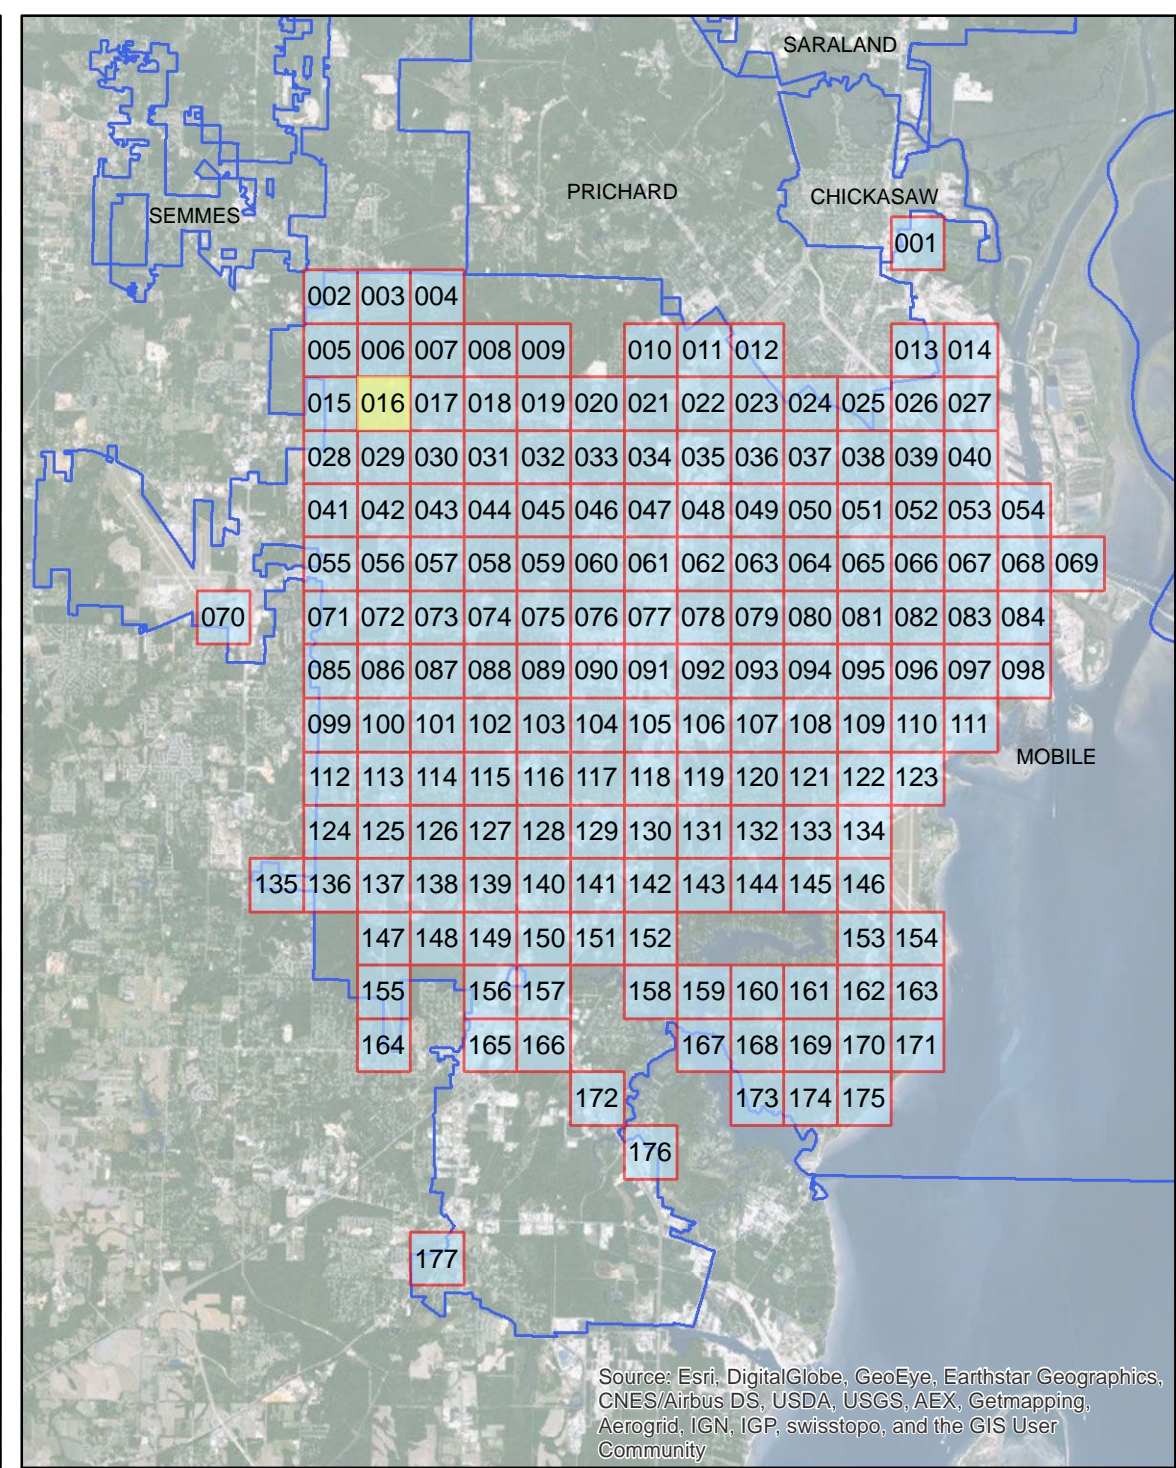 SARALAND
PRICHARD
CHICKASAW
SEMMES
001
002 003 004
005 006 007 008 009 010 011 012 013 014
015 016 017 018 019 020 021 022 023 024 025 026 027
028 029 030 031 032 033 034 035 036 037 038 039 040
041 042 043 044 045 046 047 048 049 050 051 052 053 054
055 056 057 058 059 060 061 062 063 064 065 066 067 068 069
070 071 072 073 074 075 076 077 078 079 080 081 082 083 084
085 086 087 088 089 090 091 092 093 094 095 096 097 098
099 100 101 102 103 104 105 106 107 108 109 110 111
MOBILE
112 113 114 115 116 117 118 119 120 121 122 123
124 125 126 127 128 129 130 131 132 133 134
135 136 137 138 139 140 141 142 143 144 145 146
147 148 149 150 151 152 153 154
155 156 157 158 159 160 161 162 163
164 165 166 167 168 169 170 171
172 173 174 175
176
177
Source: Esri, DigitalGlobe, GeoEye, Earthstar Geographics,
CNES/Airbus DS, USDA, USGS, AEX, Getmapping,
Aerogrid, IGN, IGP, swisstopo, and the GIS User
Community